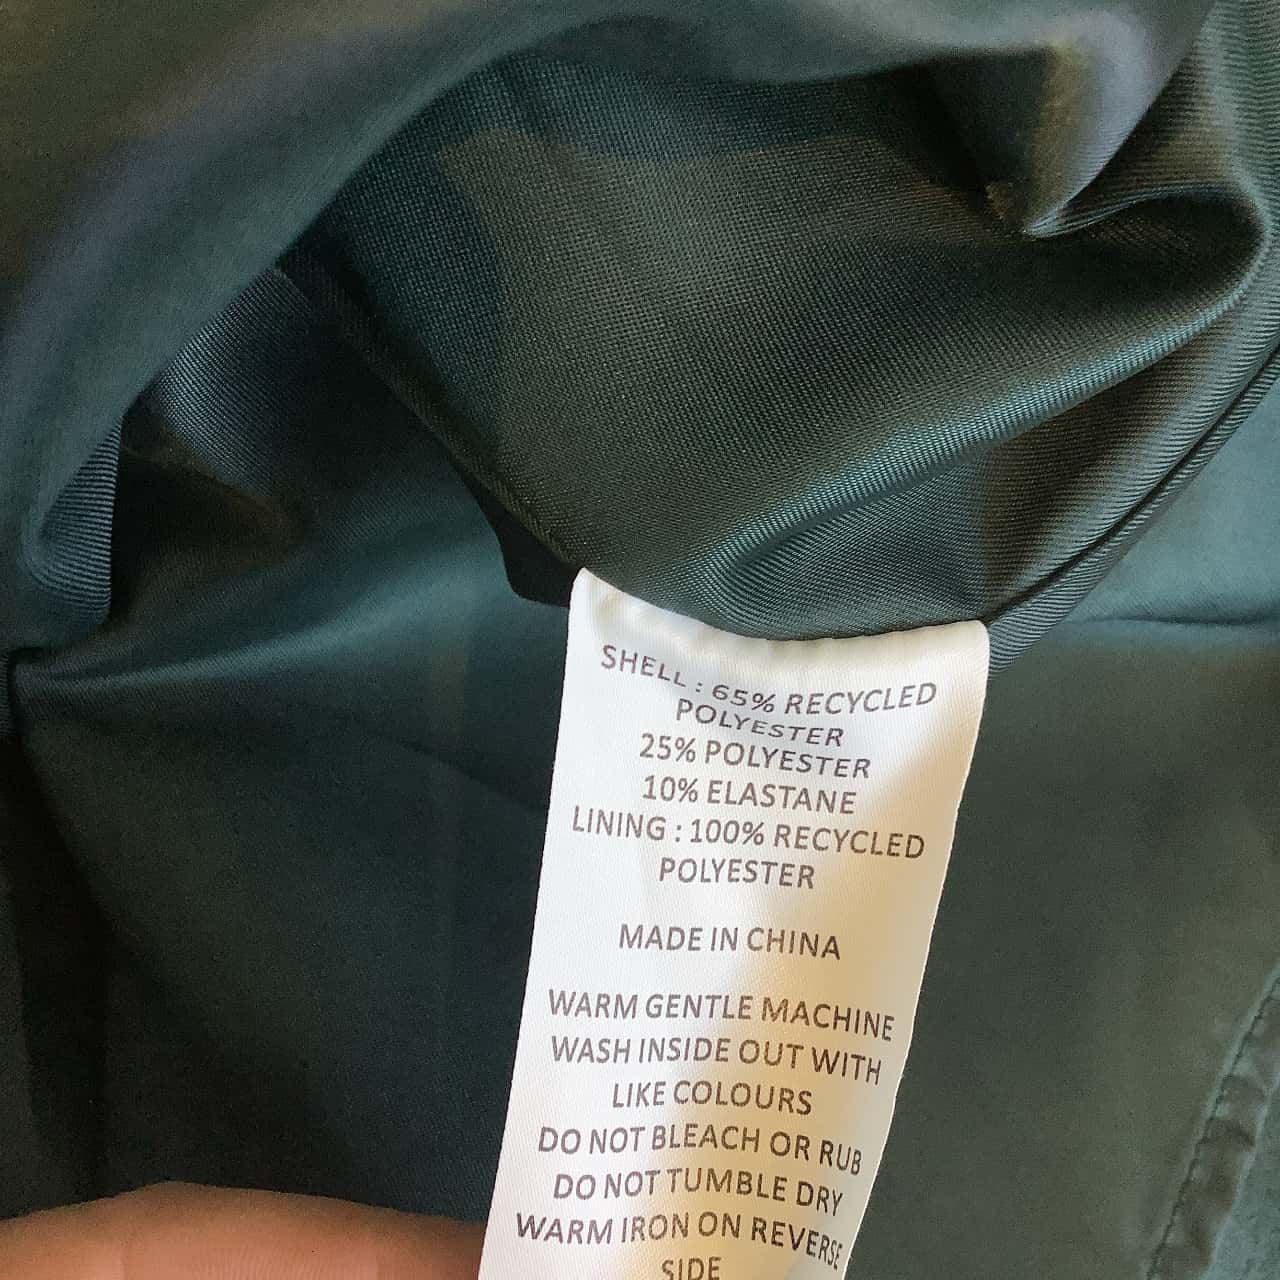 SHELL : 65% RECYCLED
POLYESTER
25% POLYESTER
10% ELASTANE
LINING : 100% RECYCLED
POLYESTER
MADE IN CHINA
WARM GENTLE MACHINE
WASH INSIDE OUT WITH
LIKE COLOURS
DO NOT BLEACH OR RUB
DO NOT TUMBLE DRY
WARM IRON ON REVERSE
SIDE